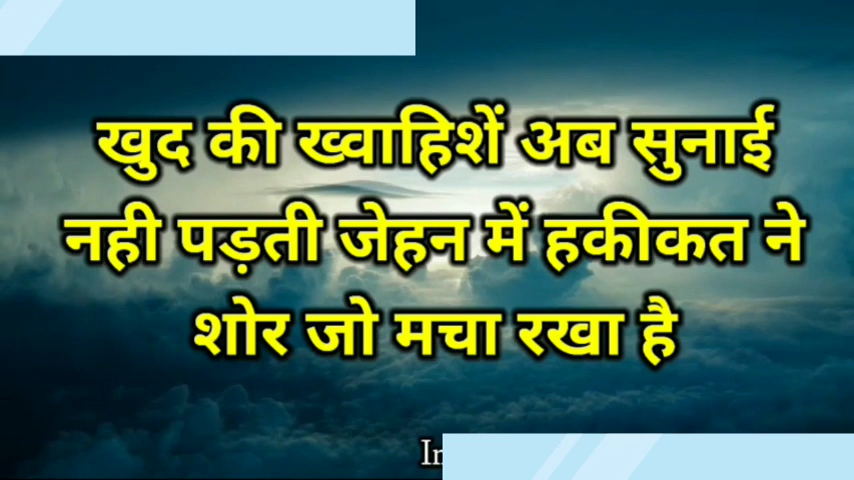 खुद की ख्वाहिशें अब सुनाई
नही पड़ती जेहन में हकीकत ने
शोर जो मचा रखा है